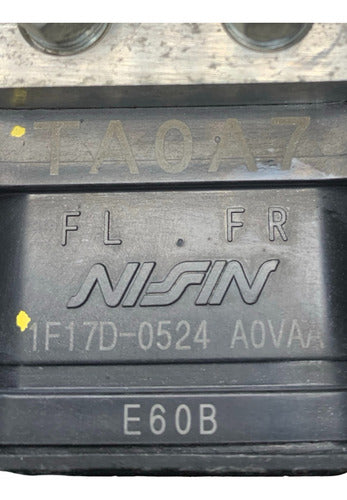 TA0A7
FL FR
NISSIN
1F17D-0524 A0VAA
E60B